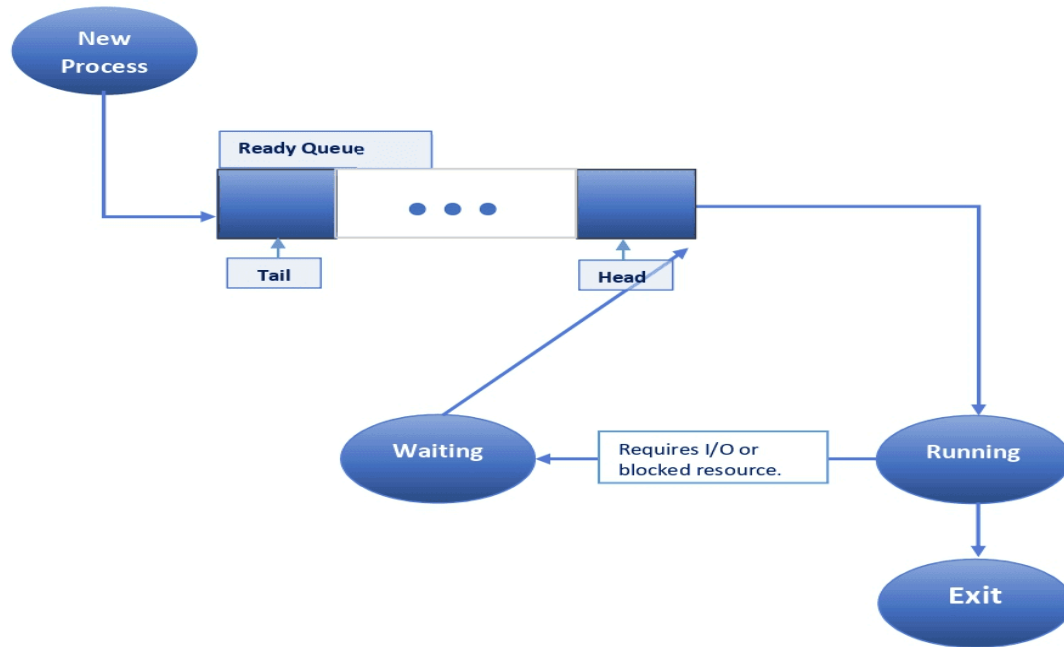 New
Process
Ready Queue
Tail
Head
Waiting
Requires I/O or
blocked resource.
Running
Exit